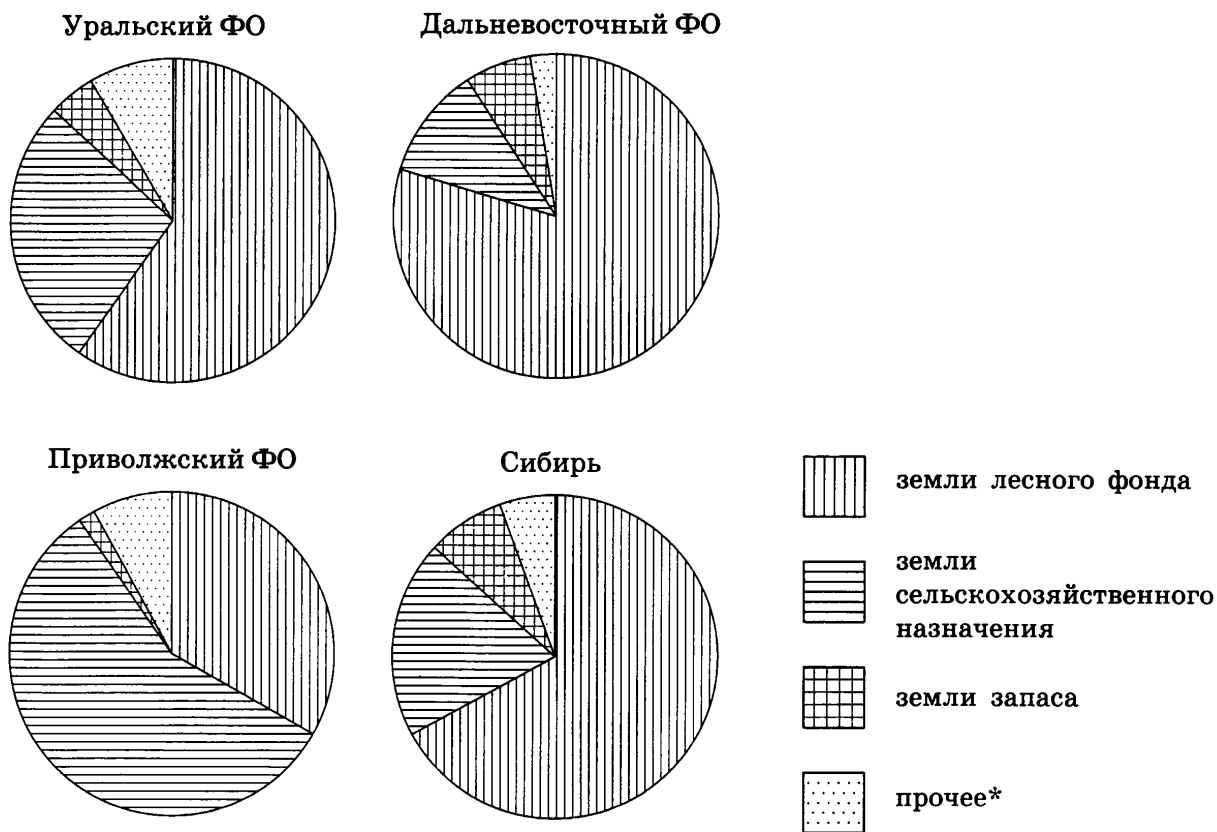 Уральский ФО
Дальневосточный ФО
Приволжский ФО
Сибирь
земли лесного фонда
земли
сельскохозяйственного
назначения
земли запаса
прочее*